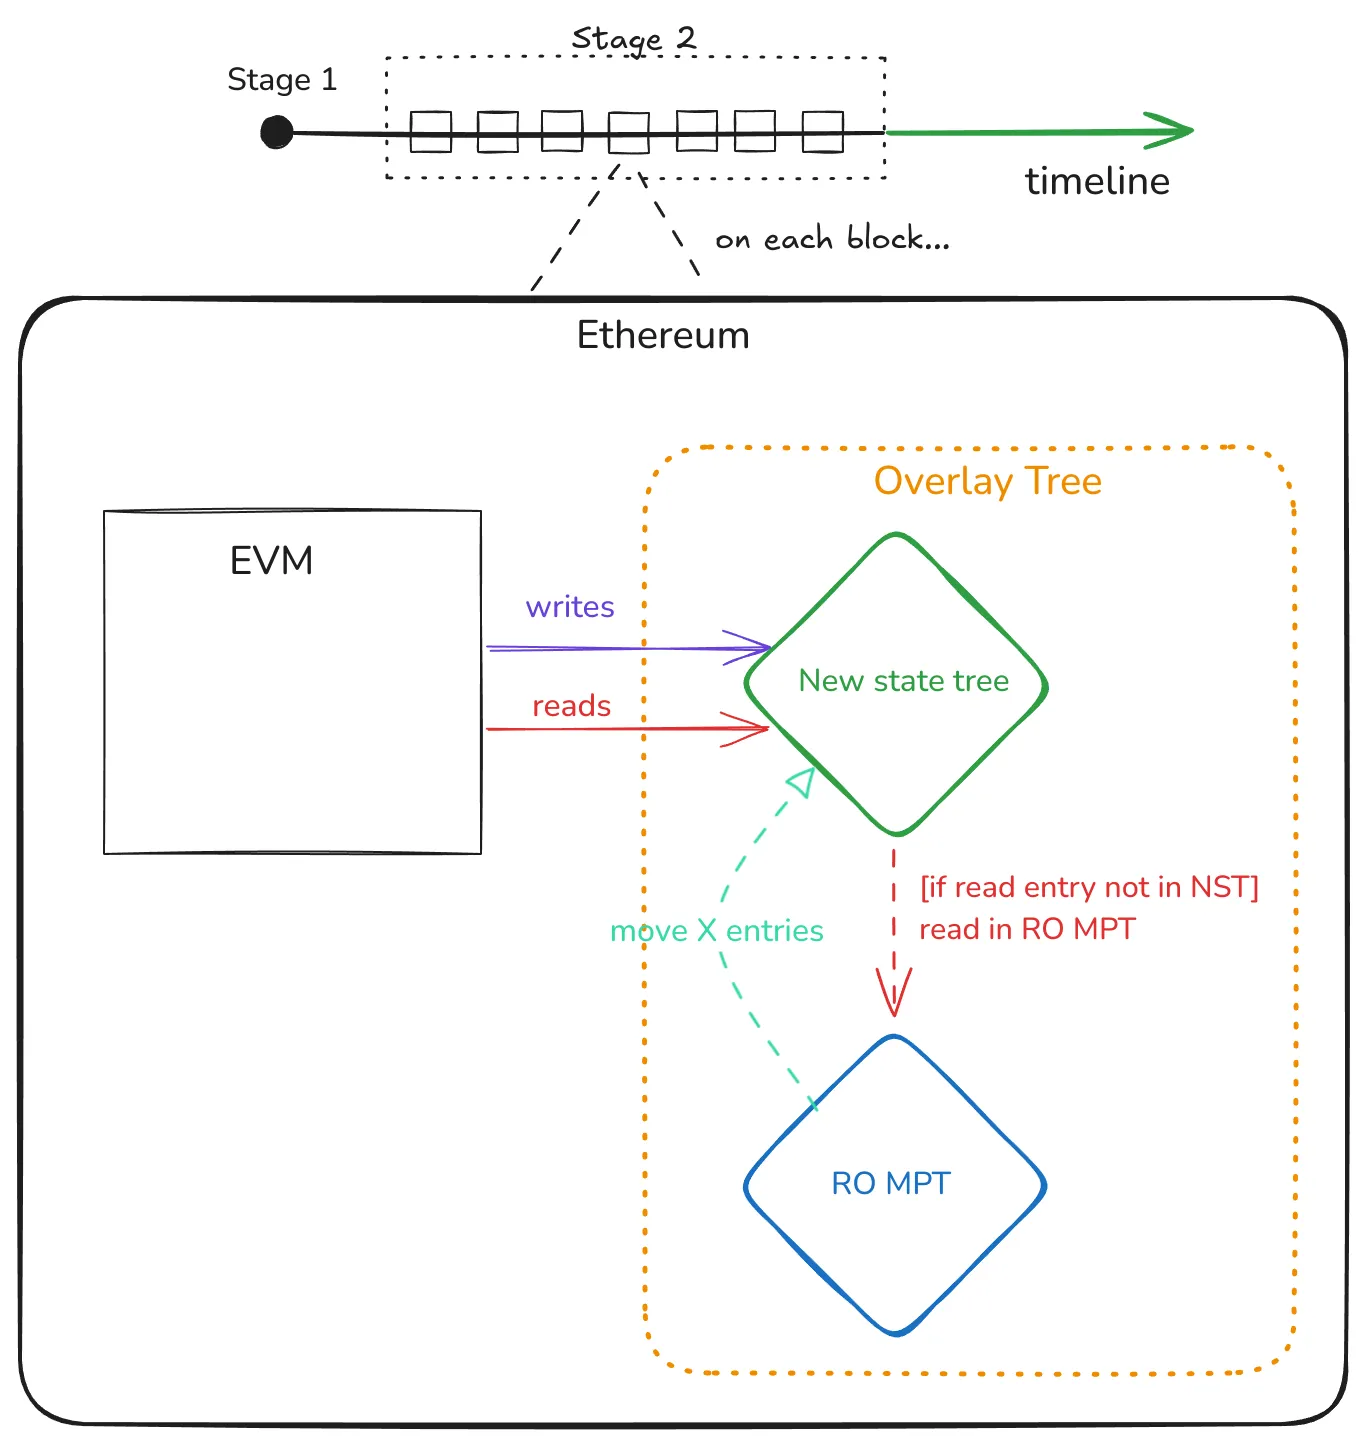 Stage 2
Stage 1
timeline
on each block...
Ethereum
Overlay Tree
EVM
writes
New state tree
reads
[if read entry not in NST]
read in RO MPT
move X entries
RO MPT